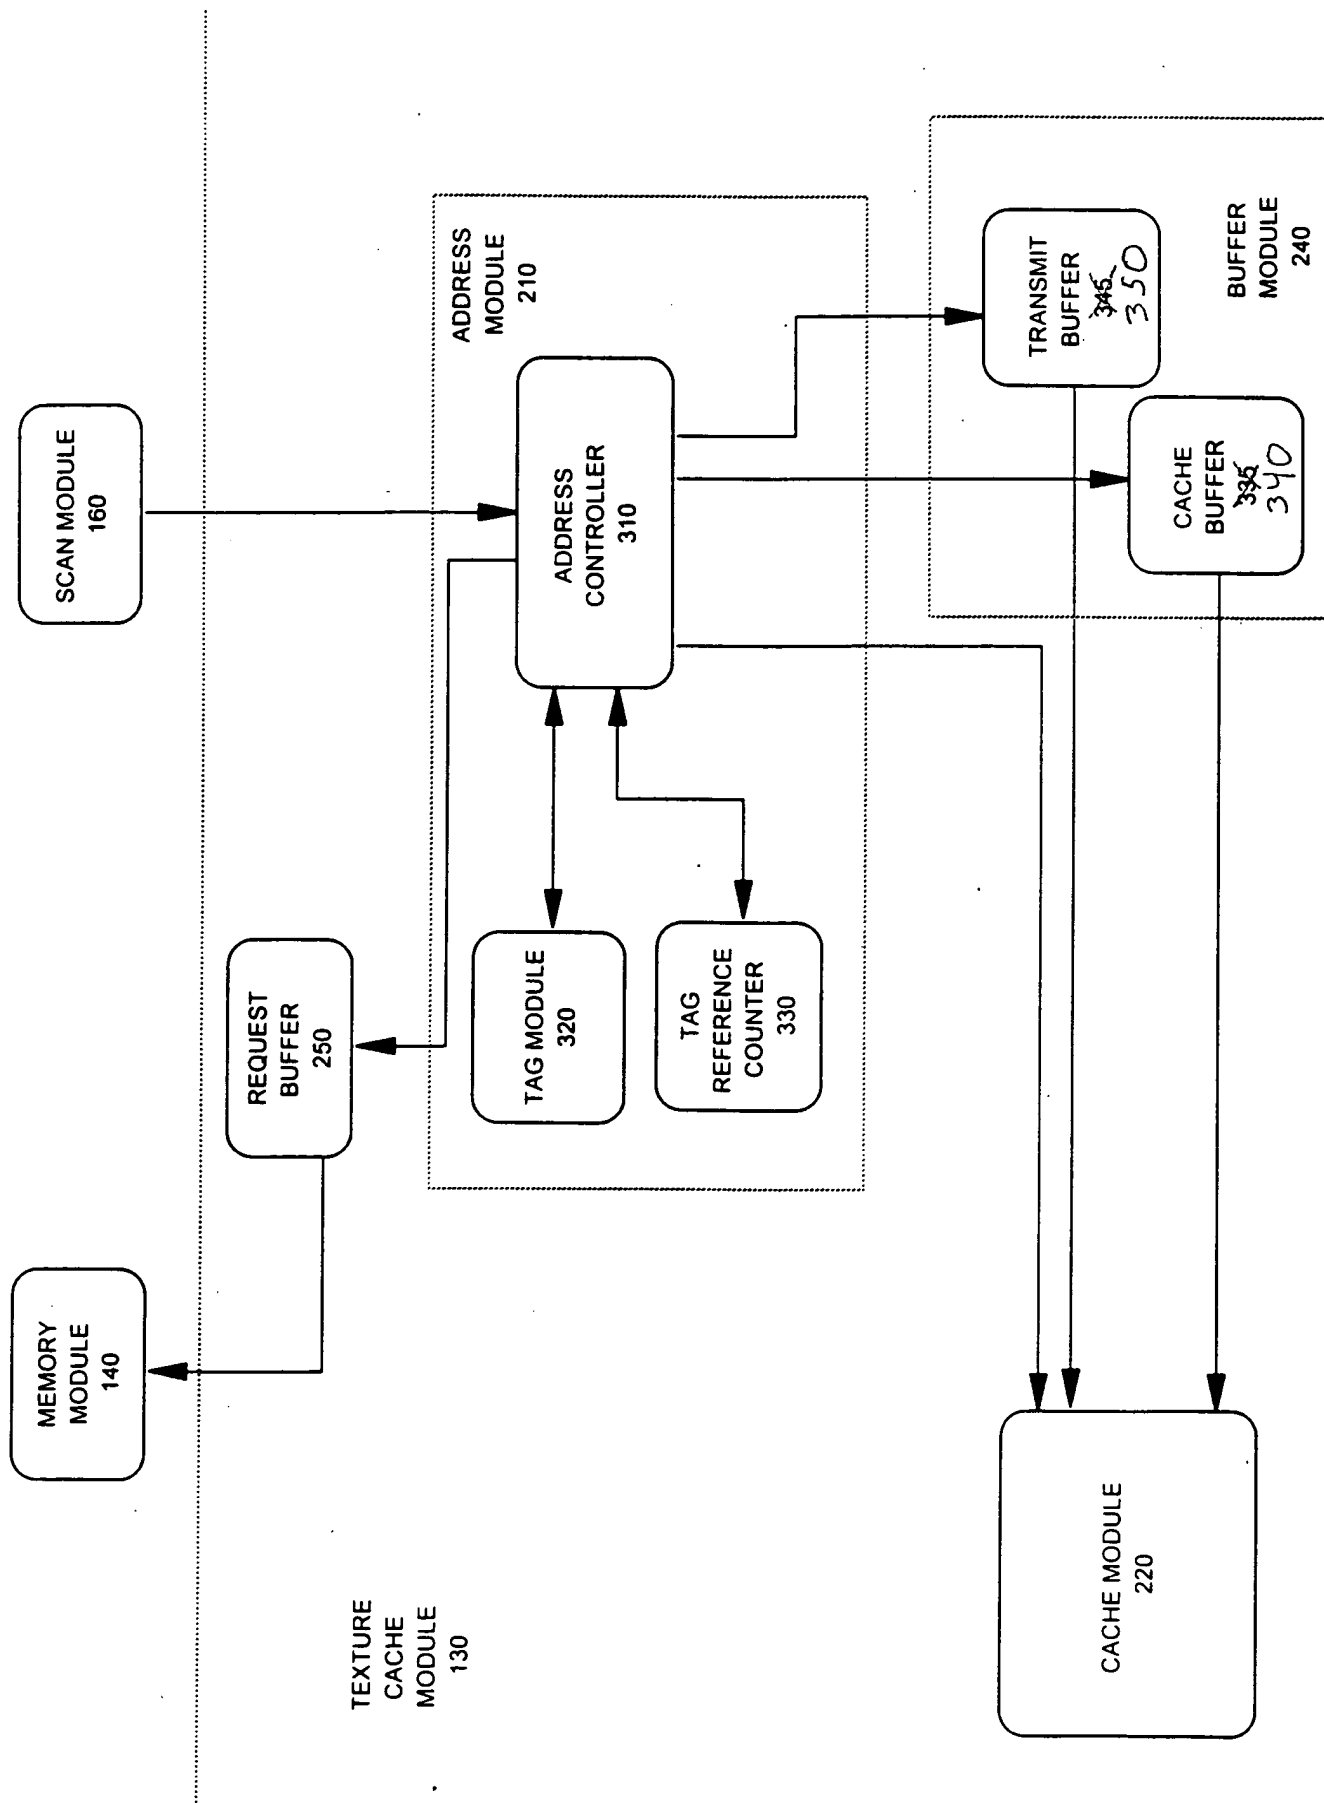 MEMORY
MODULE
140
SCAN MODULE
160
REQUEST
BUFFER
250
TEXTURE
CACHE
MODULE
130
ADDRESS
MODULE
210
TAG MODULE
320
ADDRESS
CONTROLLER
310
TAG
REFERENCE
COUNTER
330
CACHE MODULE
220
TRANSMIT
BUFFER
345
350
CACHE
BUFFER
335
340
BUFFER
MODULE
240